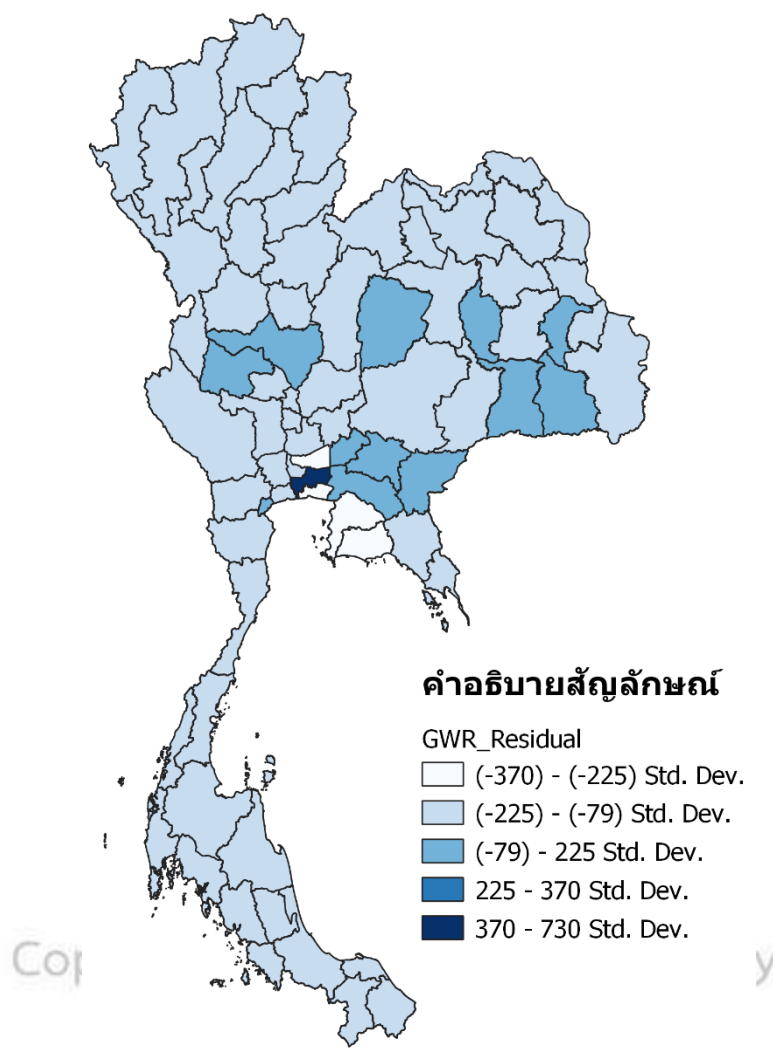 คำอธิบายสัญลักษณ์
GWR_Residual
(-370) - (-225) Std. Dev.
(-225) - (-79) Std. Dev.
(-79) - 225 Std. Dev.
225 - 370 Std. Dev.
370 - 730 Std. Dev.